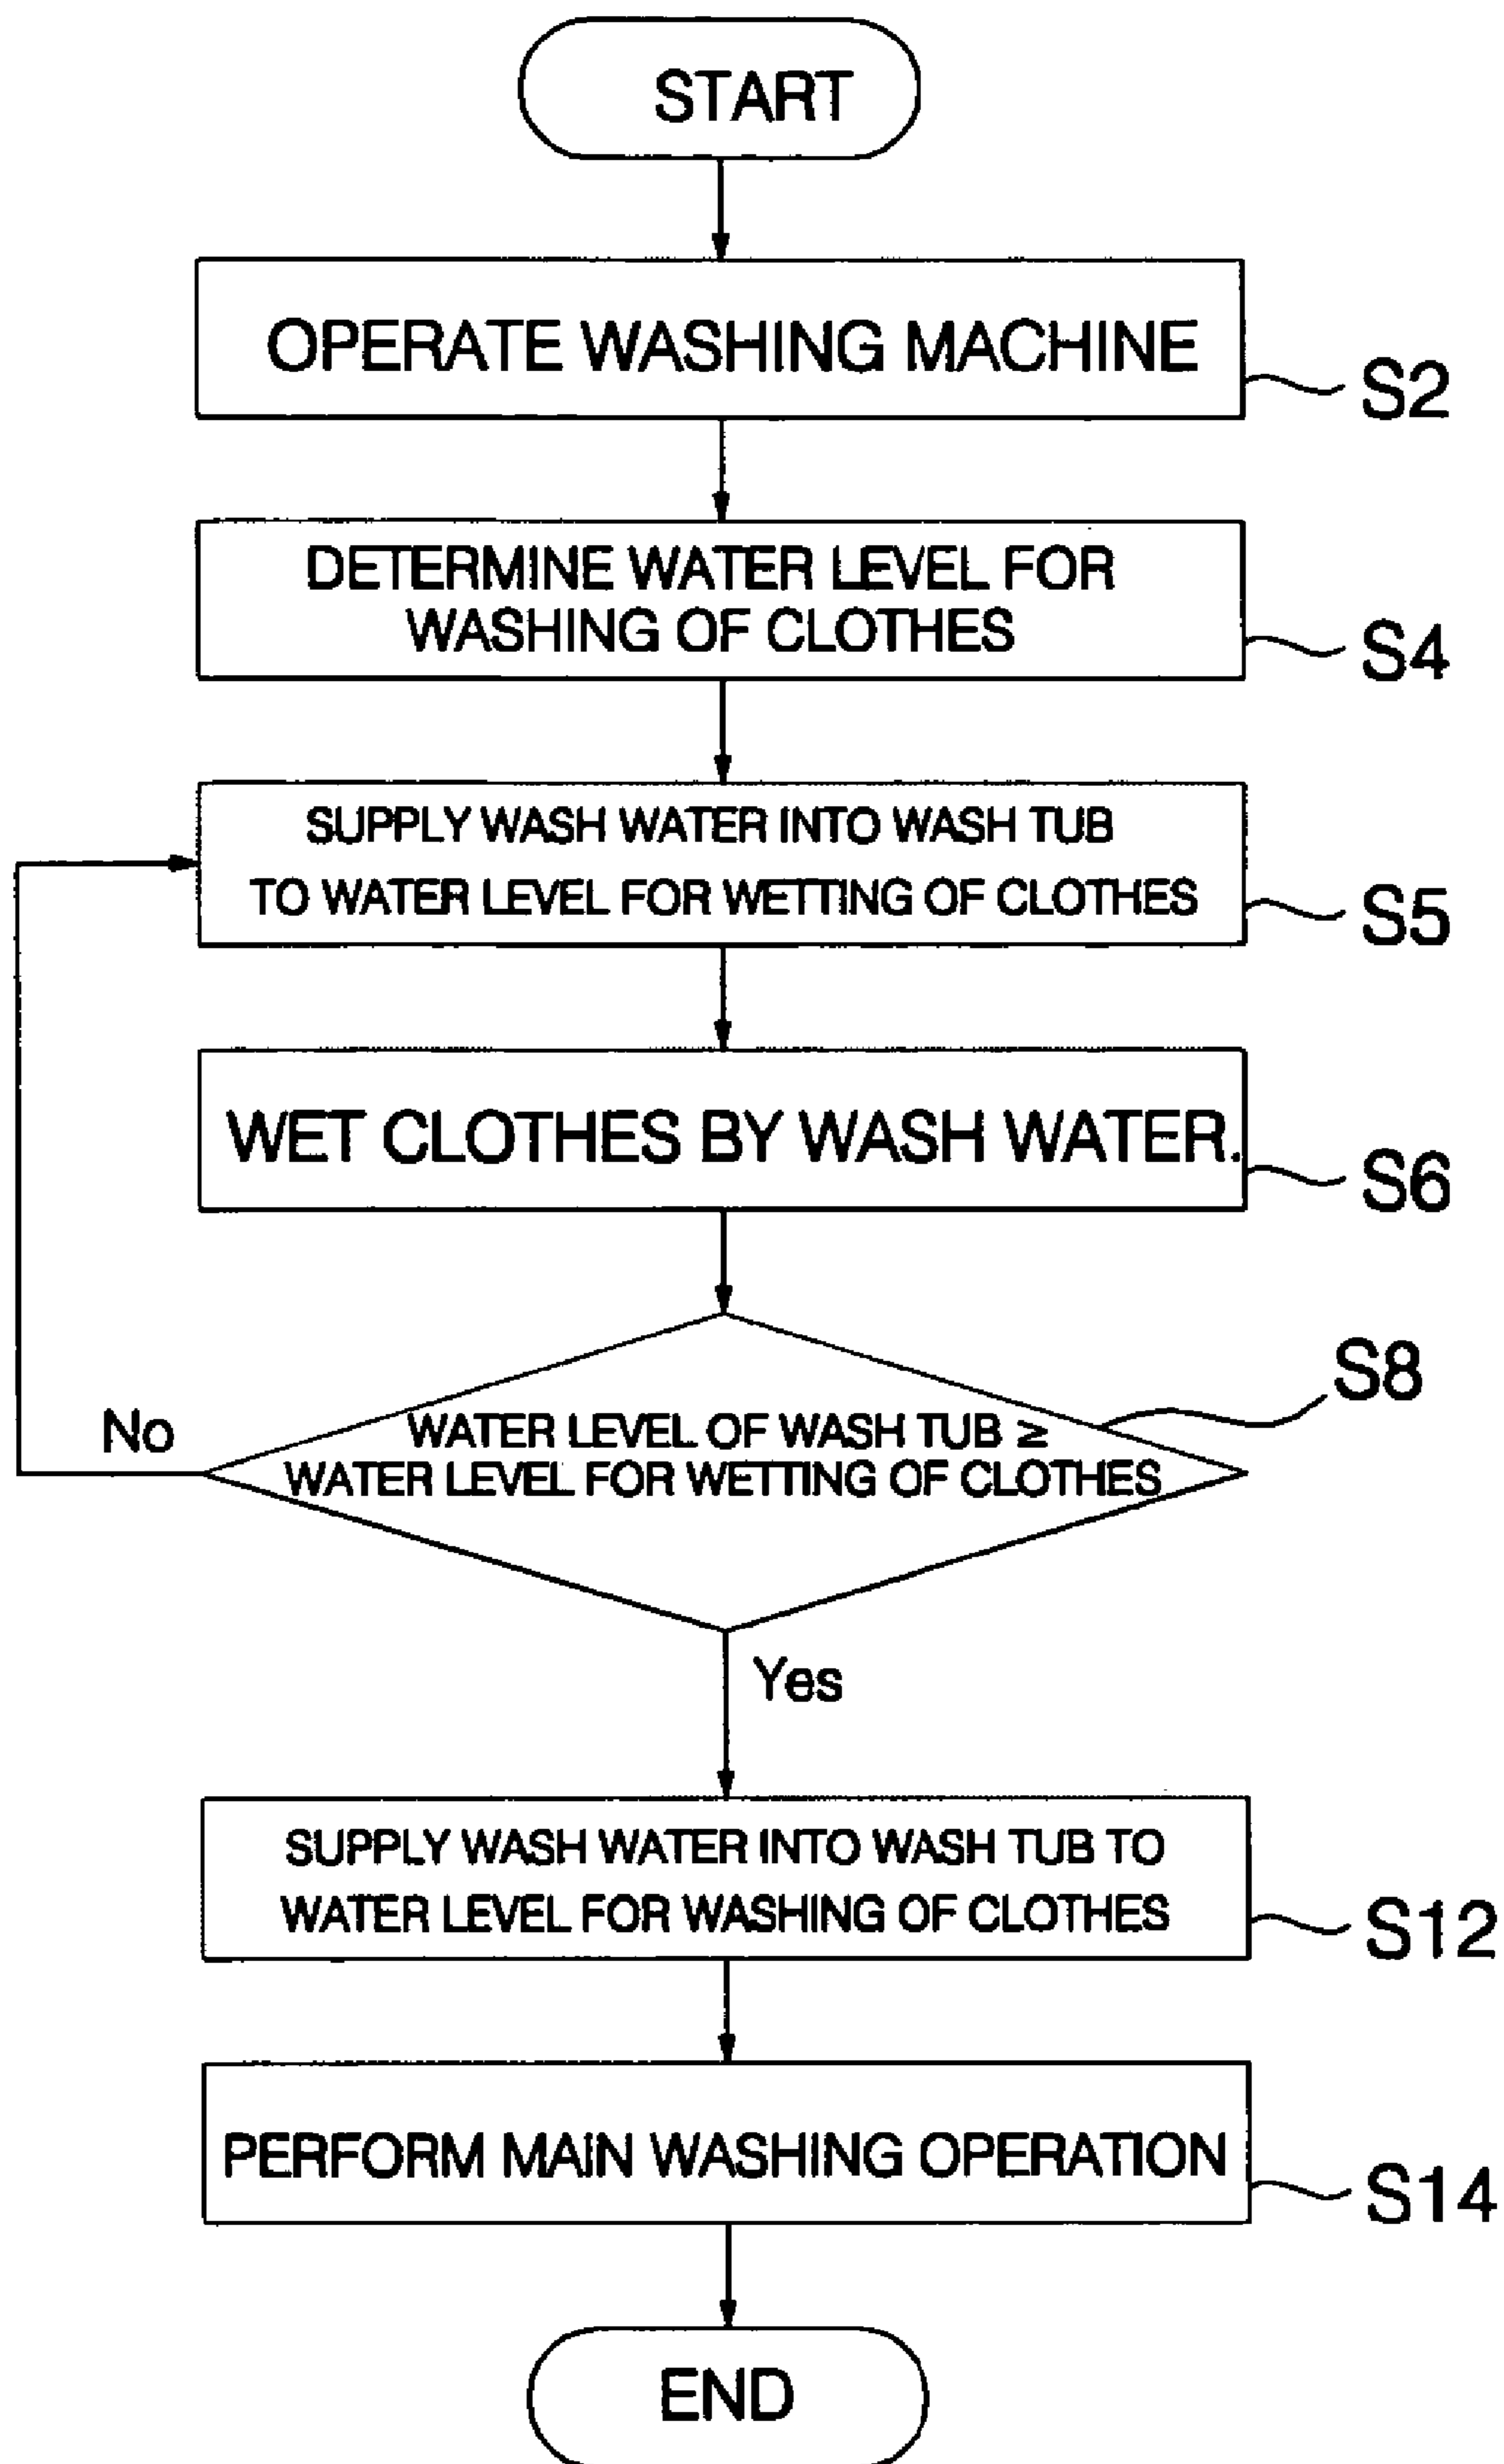 START
OPERATE WASHING MACHINE
S2
DETERMINE WATER LEVEL FOR
WASHING OF CLOTHES
S4
SUPPLY WASH WATER INTO WASH TUB
TO WATER LEVEL FOR WETTING OF CLOTHES
S5
WET CLOTHES BY WASH WATER.
S6
S8
WATER LEVEL OF WASH TUB ≥
WATER LEVEL FOR WETTING OF CLOTHES
No
Yes
SUPPLY WASH WATER INTO WASH TUB TO
WATER LEVEL FOR WASHING OF CLOTHES
S12
PERFORM MAIN WASHING OPERATION
S14
END